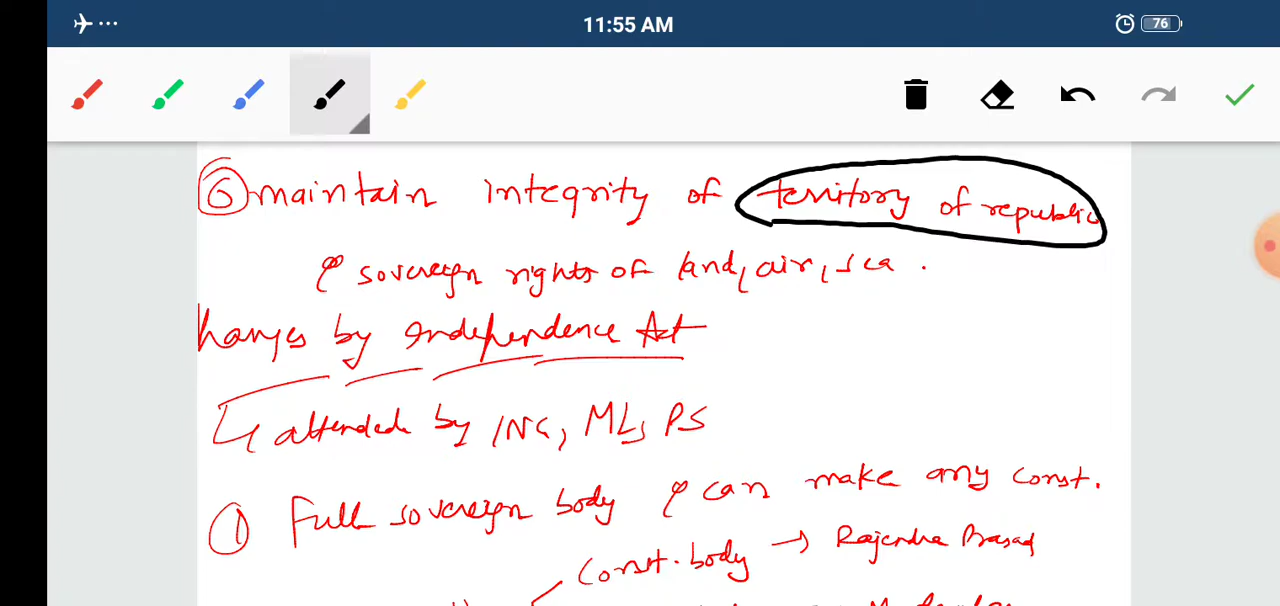 11:55 AM
76
⑥ maintain integrity of territory of republic
& sovereign rights of land, air, sea.
hanges by Independence Act
↳ attended by INC, ML, PS
① Full sovereign body & can make any const.
Const. body → Rajendra Prasad